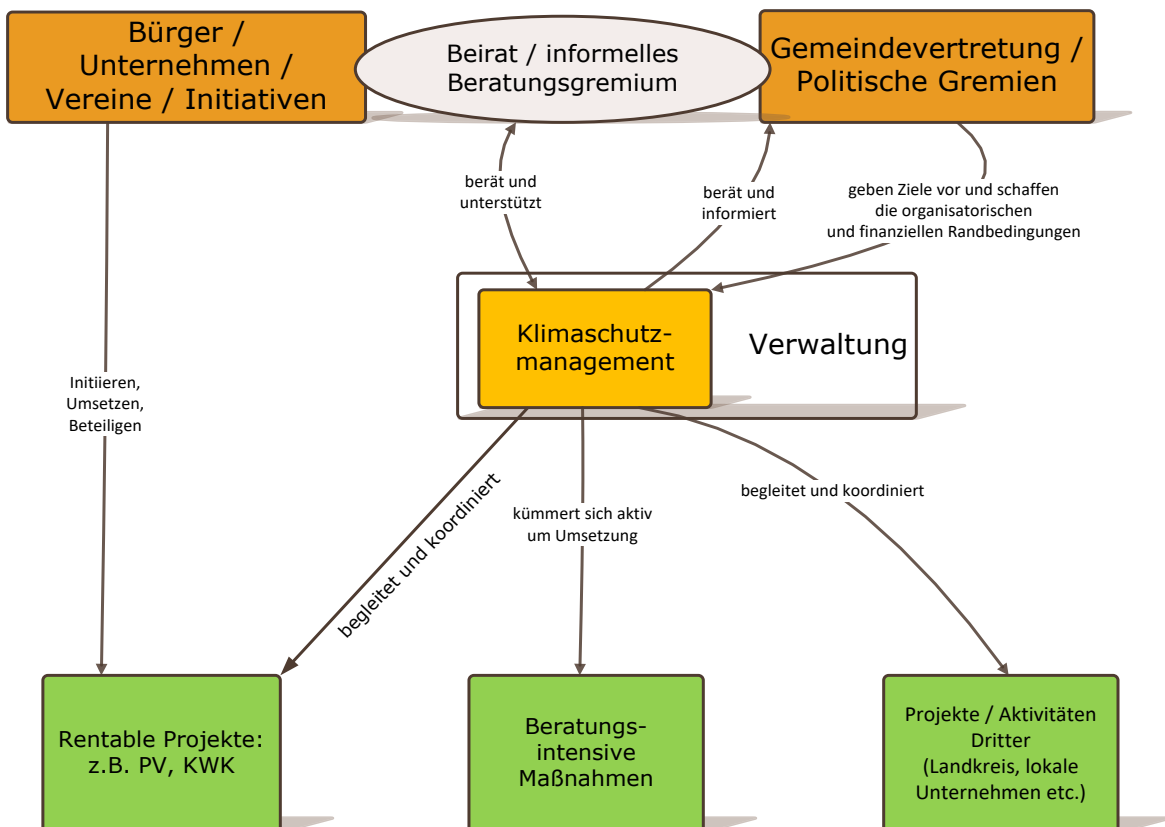 Bürger /
Unternehmen /
Vereine / Initiativen
Beirat / informelles
Beratungsgremium
Gemeindevertretung /
Politische Gremien
berät und
unterstützt
berät und
informiert
geben Ziele vor und schaffen
die organisatorischen
und finanziellen Randbedingungen
Klimaschutz-
management
Verwaltung
Initiieren,
Umsetzen,
Beteiligen
begleitet und koordiniert
kümmert sich aktiv
um Umsetzung
begleitet und koordiniert
Rentable Projekte:
z.B. PV, KWK
Beratungs-
intensive
Maßnahmen
Projekte / Aktivitäten
Dritter
(Landkreis, lokale
Unternehmen etc.)